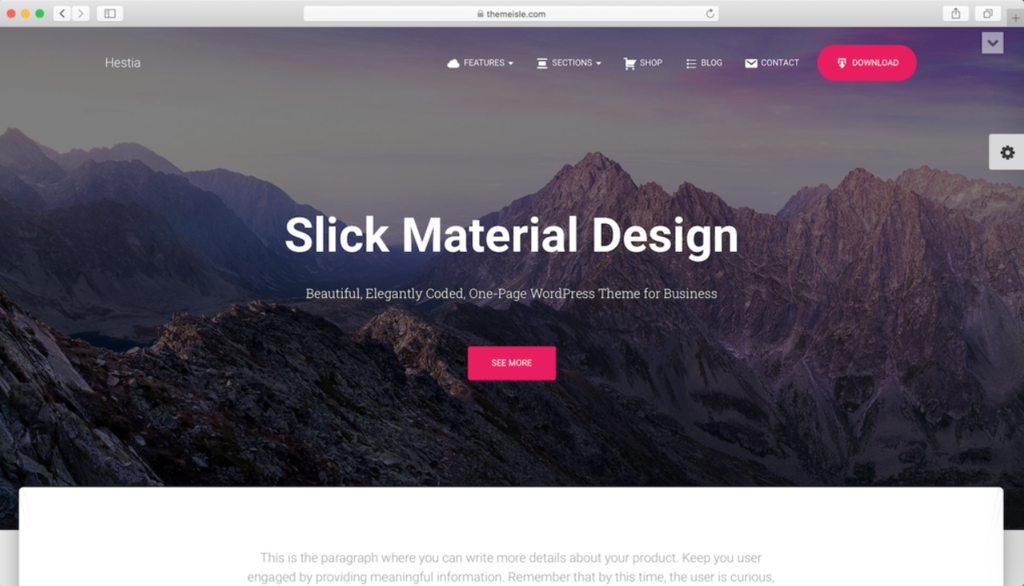 themeisle.com
Hestia
FEATURES
SECTIONS
SHOP
BLOG
CONTACT
DOWNLOAD
Slick Material Design
Beautiful, Elegantly Coded, One-Page WordPress Theme for Business
SEE MORE
This is the paragraph where you can write more details about your product. Keep you user
engaged by providing meaningful information. Remember that by this time, the user is curious,